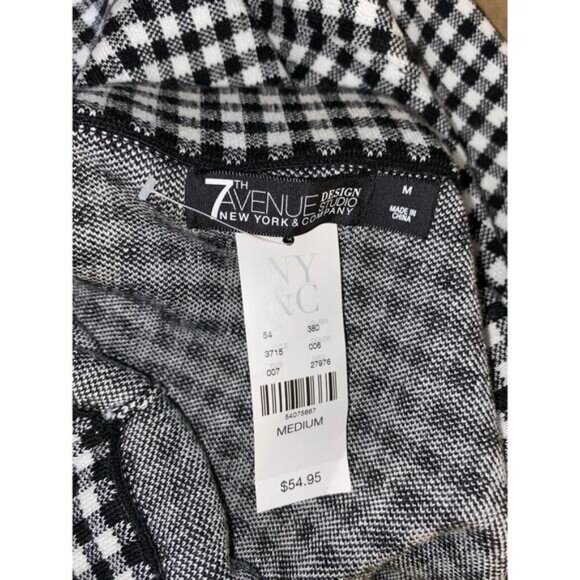 7TH AVENUE DESIGN STUDIO
NEW YORK & COMPANY
M
MADE IN
CHINA
NY
&C
54 380
3715 006
007 27976
54075667
MEDIUM
$54.95